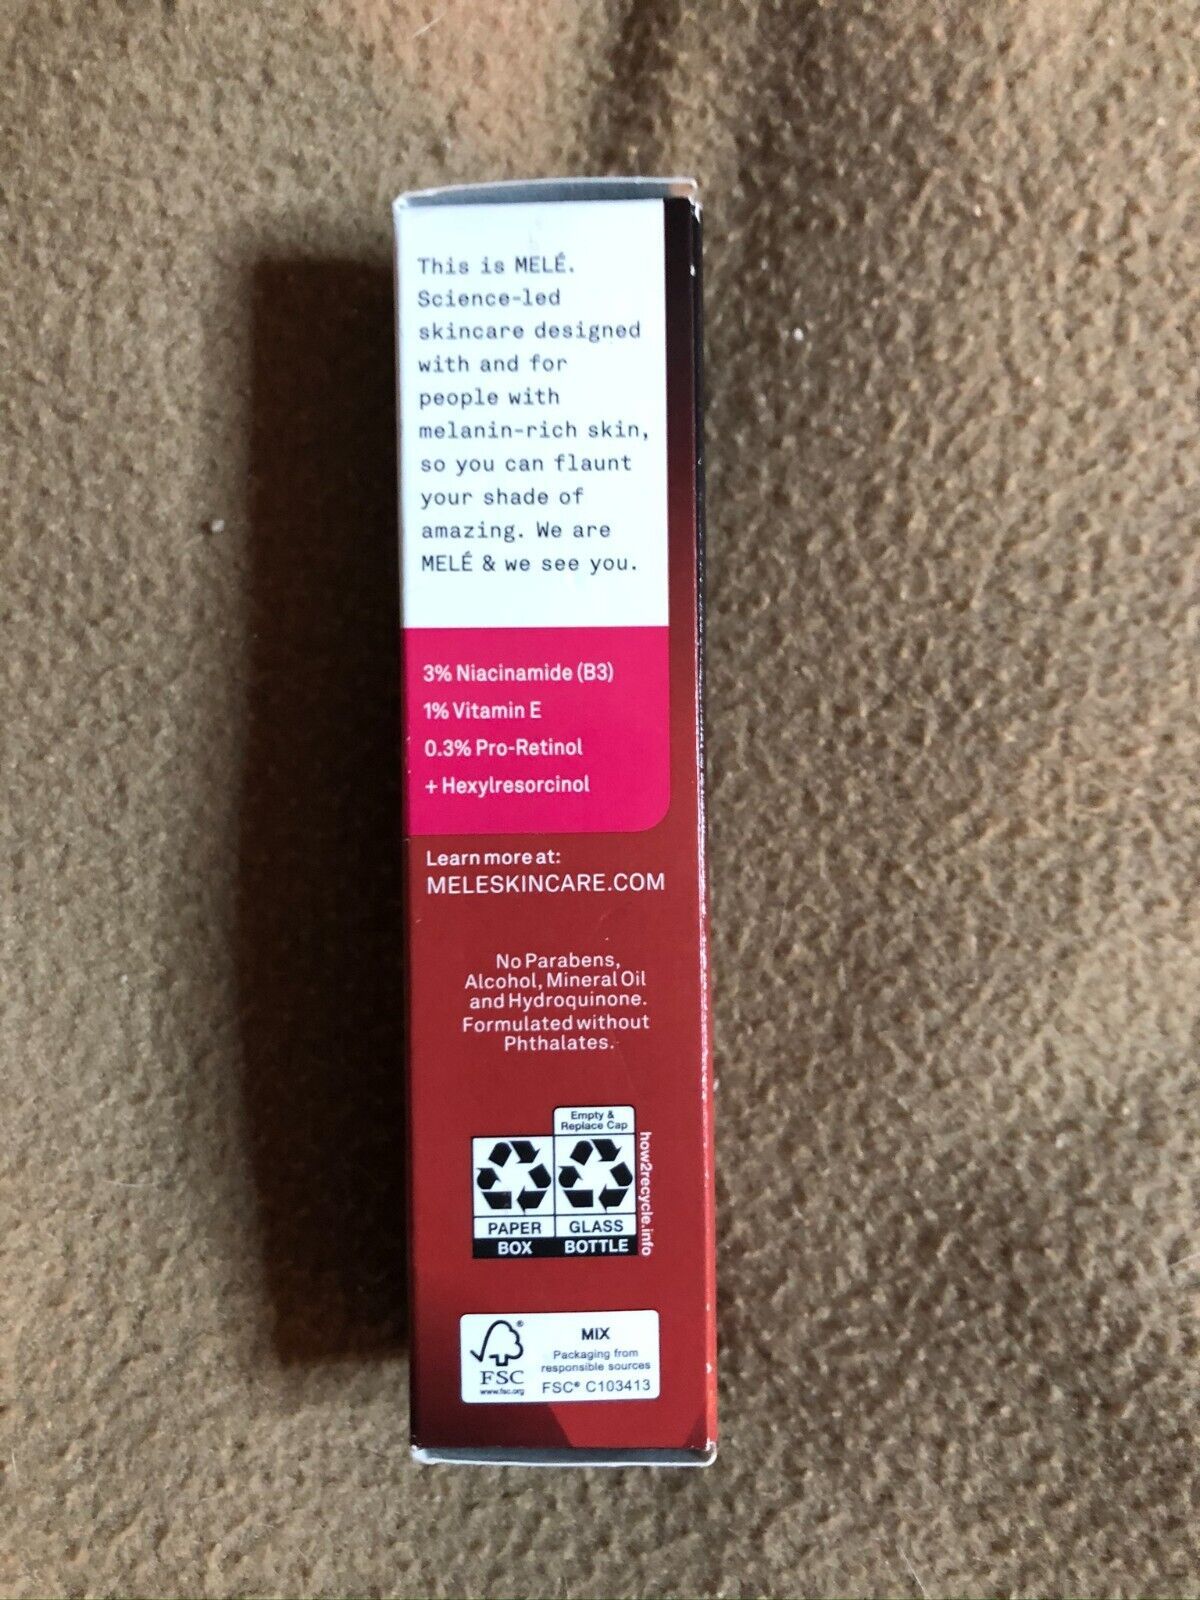 This is MELÉ.
Science-led
skincare designed
with and for
people with
melanin-rich skin,
so you can flaunt
your shade of
amazing. We are
MELÉ & we see you.
3% Niacinamide (B3)
1% Vitamin E
0.3% Pro-Retinol
+ Hexylresorcinol
Learn more at:
MELESKINCARE.COM
No Parabens,
Alcohol, Mineral Oil
and Hydroquinone.
Formulated without
Phthalates.
Empty &
Replace Cap
PAPER
BOX
GLASS
BOTTLE
how2recycle.info
FSC
www.fsc.org
MIX
Packaging from
responsible sources
FSC® C103413